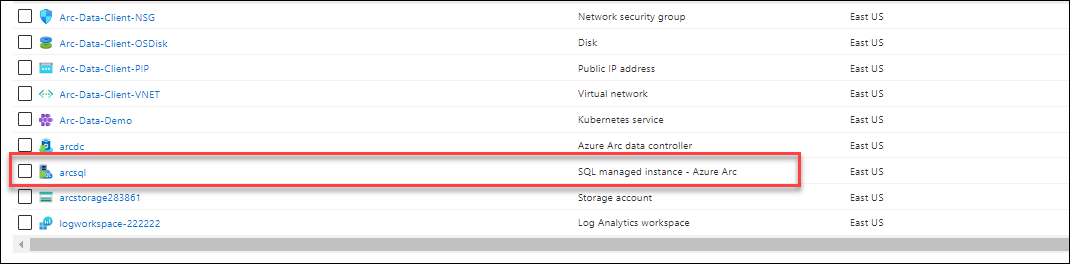 Arc-Data-Client-NSG Network security group East US
Arc-Data-Client-OSDisk Disk East US
Arc-Data-Client-PIP Public IP address East US
Arc-Data-Client-VNET Virtual network East US
Arc-Data-Demo Kubernetes service East US
arcdc Azure Arc data controller East US
arcsql SQL managed instance - Azure Arc East US
arcstorage283861 Storage account East US
logworkspace-222222 Log Analytics workspace East US